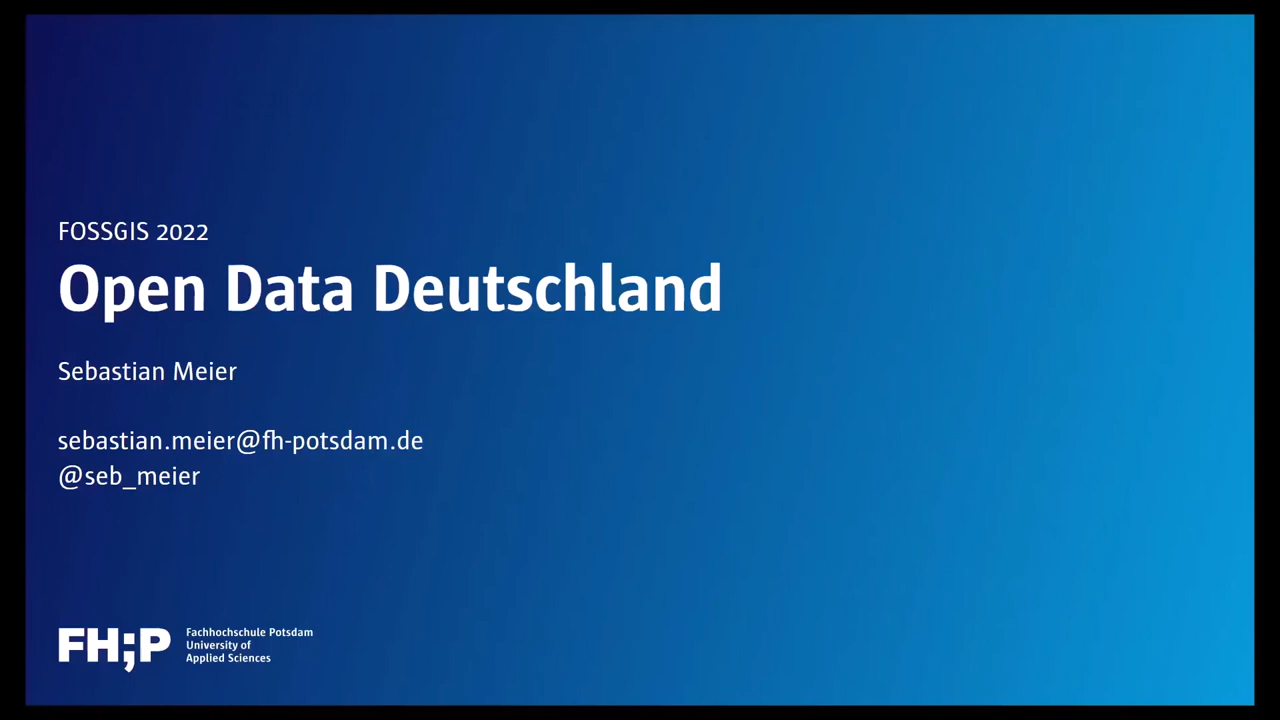 FOSSGIS 2022
Open Data Deutschland
Sebastian Meier
sebastian.meier@fh-potsdam.de
@seb_meier
FH;P
Fachhochschule Potsdam
University of
Applied Sciences